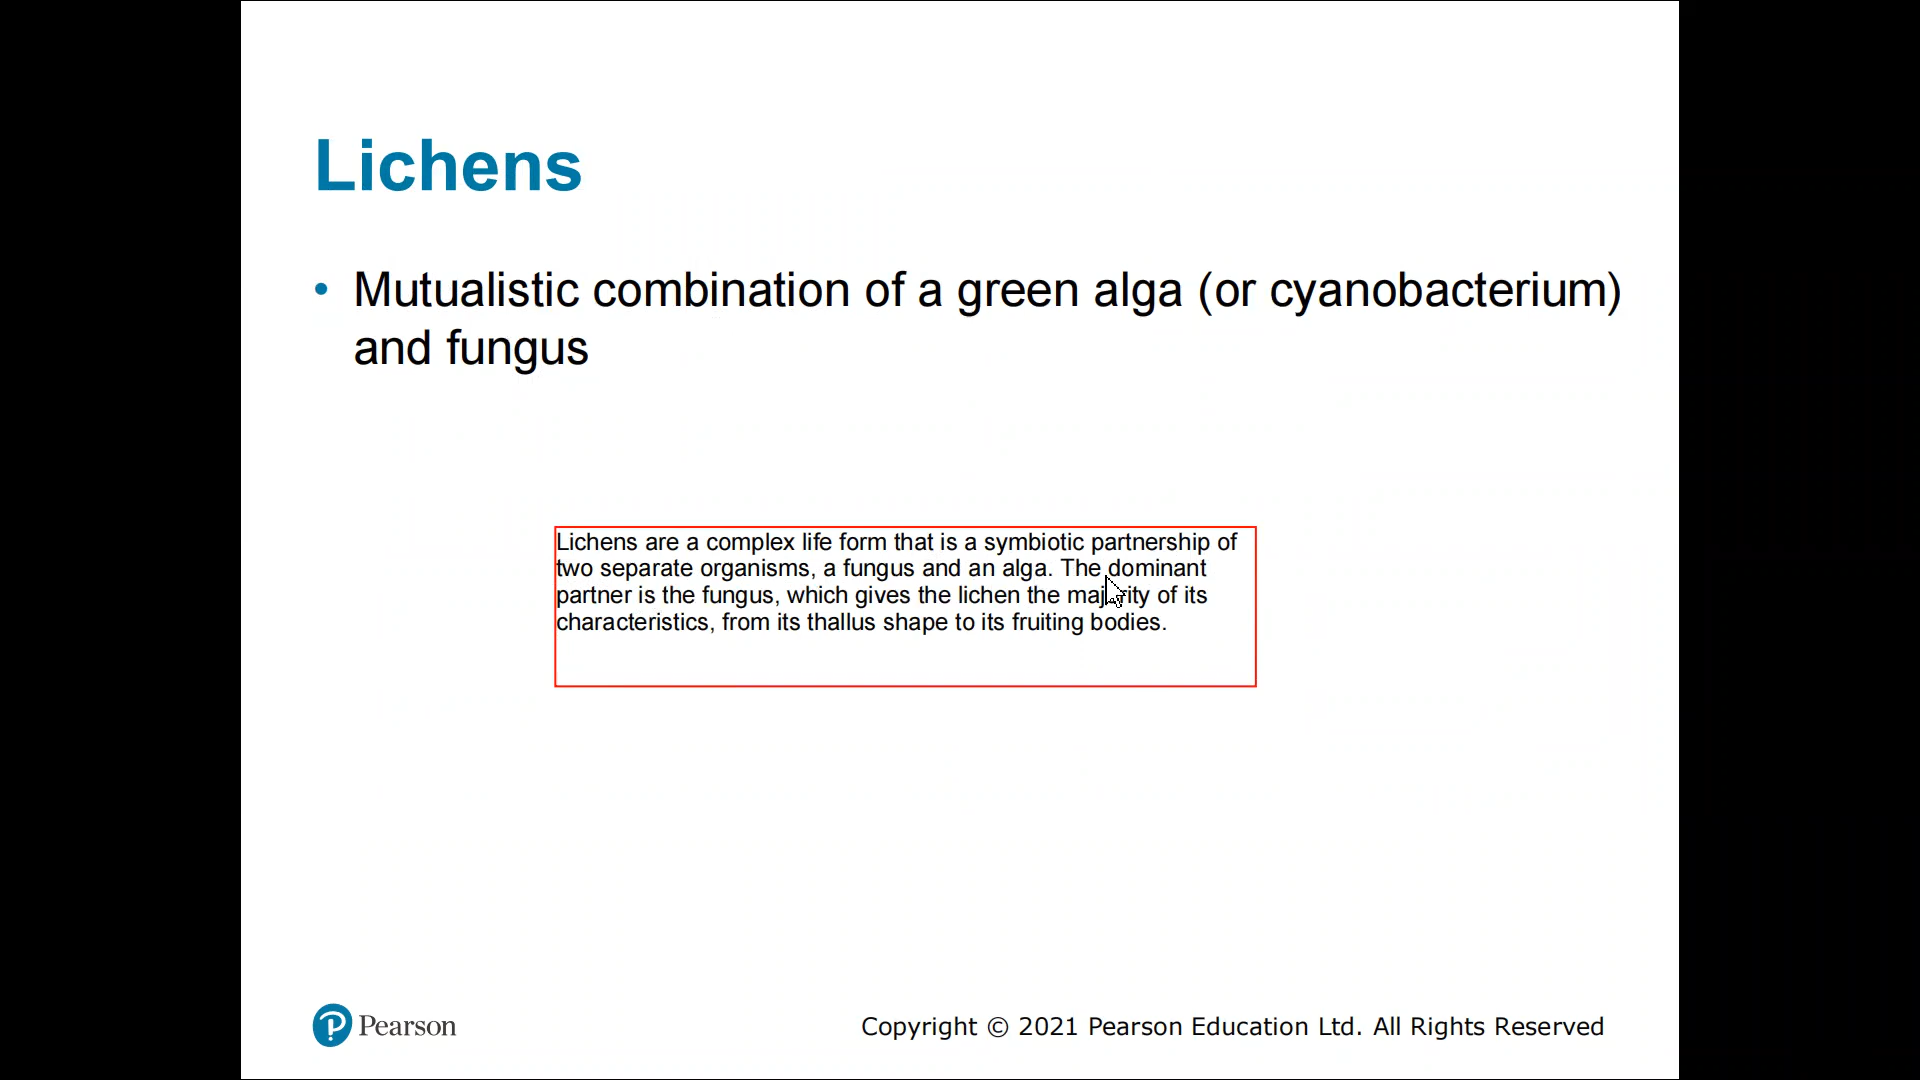 Lichens
• Mutualistic combination of a green alga (or cyanobacterium)
and fungus
Lichens are a complex life form that is a symbiotic partnership of
two separate organisms, a fungus and an alga. The dominant
partner is the fungus, which gives the lichen the majority of its
characteristics, from its thallus shape to its fruiting bodies.
Pearson
Copyright © 2021 Pearson Education Ltd. All Rights Reserved